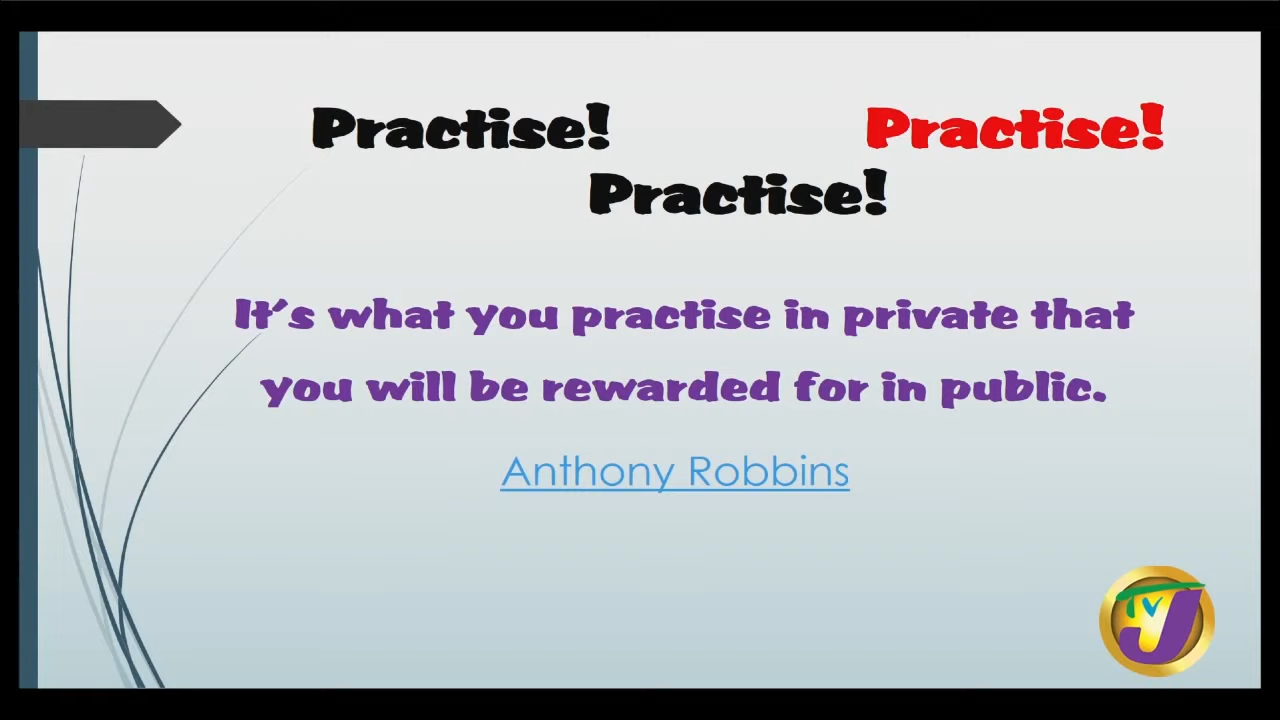 Practise! Practise!
Practise!
It's what you practise in private that
you will be rewarded for in public.
Anthony Robbins
TVJ